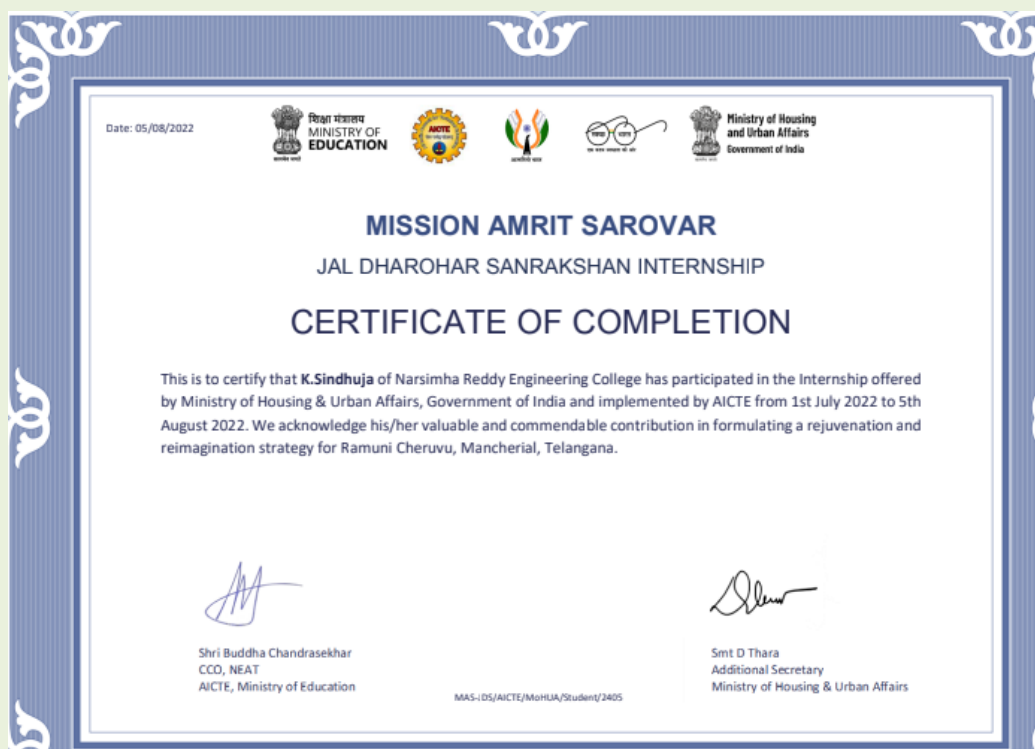 Date: 05/08/2022
शिक्षा मंत्रालय
MINISTRY OF
EDUCATION
AICTE
Ministry of Housing
and Urban Affairs
Government of India
MISSION AMRIT SAROVAR
JAL DHAROHAR SANRAKSHAN INTERNSHIP
CERTIFICATE OF COMPLETION
This is to certify that K.Sindhuja of Narsimha Reddy Engineering College has participated in the Internship offered
by Ministry of Housing & Urban Affairs, Government of India and implemented by AICTE from 1st July 2022 to 5th
August 2022. We acknowledge his/her valuable and commendable contribution in formulating a rejuvenation and
reimagination strategy for Ramuni Cheruvu, Mancherial, Telangana.
Shri Buddha Chandrasekhar
CCO, NEAT
AICTE, Ministry of Education
Smt D Thara
Additional Secretary
Ministry of Housing & Urban Affairs
MAS-JDS/AICTE/MoHUA/Student/2405